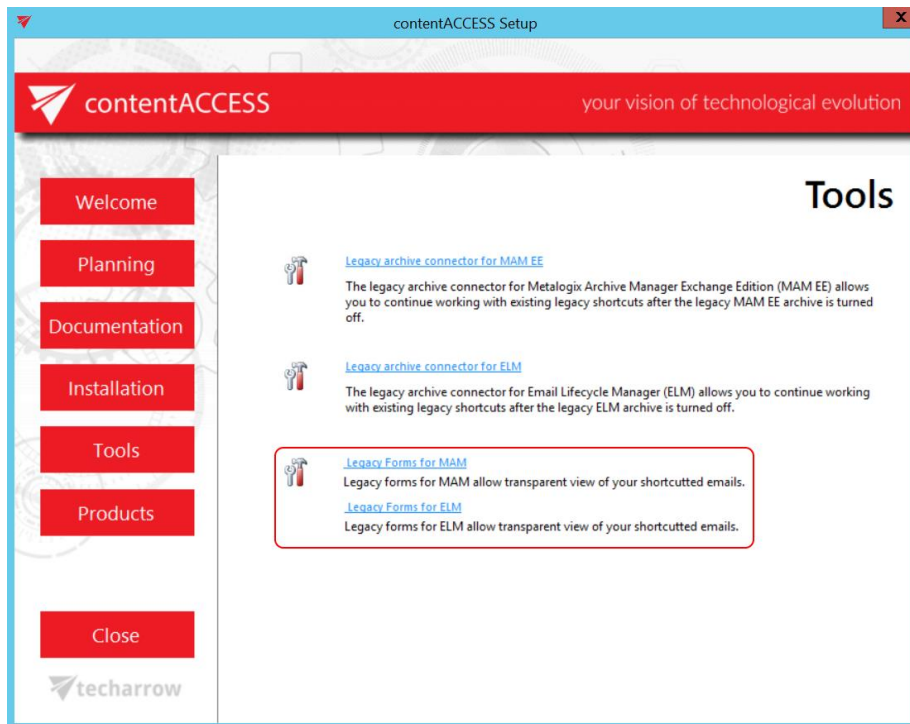 contentACCESS Setup
X
contentACCESS
your vision of technological evolution
Welcome
Planning
Documentation
Installation
Tools
Products
Close
techarrow
Tools
Legacy archive connector for MAM EE
The legacy archive connector for Metalogix Archive Manager Exchange Edition (MAM EE) allows
you to continue working with existing legacy shortcuts after the legacy MAM EE archive is turned
off.
Legacy archive connector for ELM
The legacy archive connector for Email Lifecycle Manager (ELM) allows you to continue working
with existing legacy shortcuts after the legacy ELM archive is turned off.
Legacy Forms for MAM
Legacy forms for MAM allow transparent view of your shortcutted emails.
Legacy Forms for ELM
Legacy forms for ELM allow transparent view of your shortcutted emails.